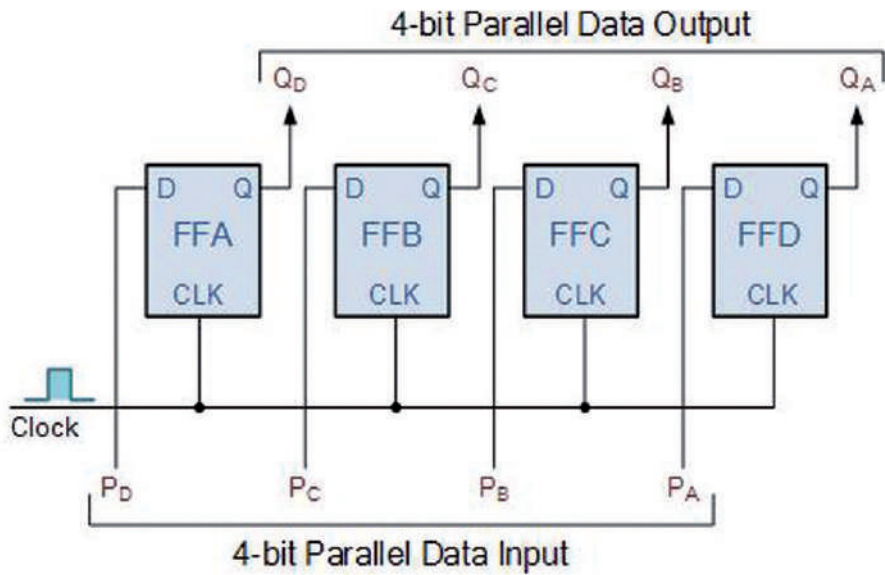 4-bit Parallel Data Output
QD QC QB QA
D Q D Q D Q D Q
FFA FFB FFC FFD
CLK CLK CLK CLK
Clock
PD PC PB PA
4-bit Parallel Data Input